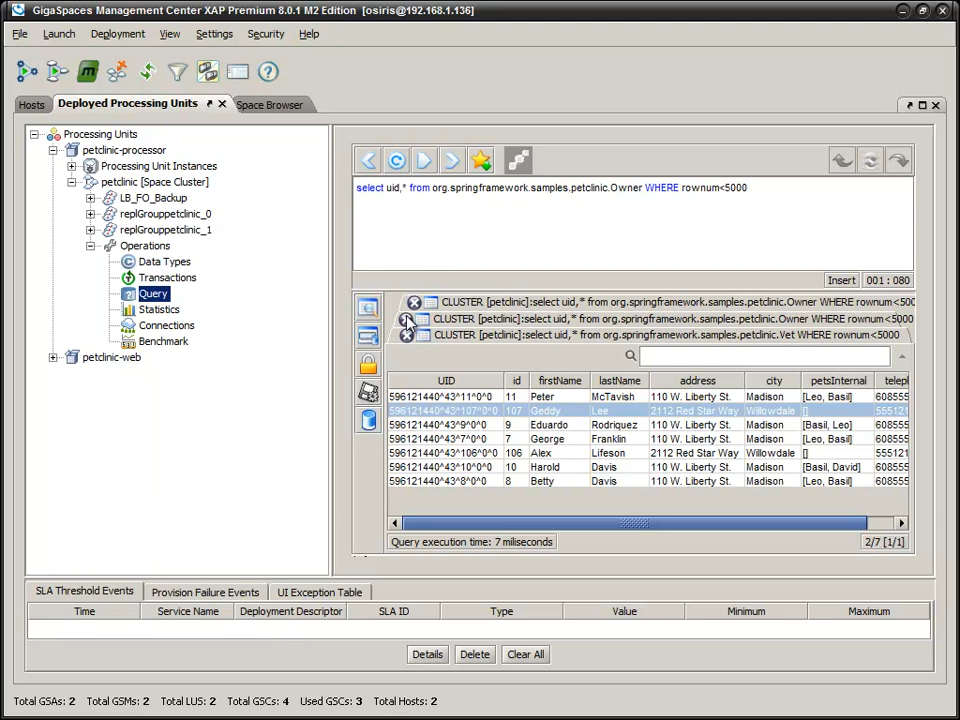 GigaSpaces Management Center XAP Premium 8.0.1 M2 Edition [osiris@192.168.1.136]
File Launch Deployment View Settings Security Help
Hosts Deployed Processing Units Space Browser
Processing Units
petclinic-processor
Processing Unit Instances
petclinic [Space Cluster]
LB_FO_Backup
replGrouppetclinic_0
replGrouppetclinic_1
Operations
Data Types
Transactions
Query
Statistics
Connections
Benchmark
petclinic-web
select uid,* from org.springframework.samples.petclinic.Owner WHERE rownum<5000
Insert 001 : 080
CLUSTER [petclinic]:select uid,* from org.springframework.samples.petclinic.Owner WHERE rownum<500
CLUSTER [petclinic]:select uid,* from org.springframework.samples.petclinic.Owner WHERE rownum<5000
CLUSTER [petclinic]:select uid,* from org.springframework.samples.petclinic.Vet WHERE rownum<5000
UID id firstName lastName address city petsInternal telepl
596121440^43^11^0^0 11 Peter McTavish 110 W. Liberty St. Madison [Leo, Basil] 608555
596121440^43^107^0^0 107 Geddy Lee 2112 Red Star Way Willowdale [] 555121
596121440^43^9^0^0 9 Eduardo Rodriquez 110 W. Liberty St. Madison [Basil, Leo] 608555
596121440^43^7^0^0 7 George Franklin 110 W. Liberty St. Madison [Leo, Basil] 608555
596121440^43^106^0^0 106 Alex Lifeson 2112 Red Star Way Willowdale [] 555121
596121440^43^10^0^0 10 Harold Davis 110 W. Liberty St. Madison [Basil, David] 608555
596121440^43^8^0^0 8 Betty Davis 110 W. Liberty St. Madison [Leo, Basil] 608555
Query execution time: 7 miliseconds 2/7 [1/1]
SLA Threshold Events Provision Failure Events UI Exception Table
Time Service Name Deployment Descriptor SLA ID Type Value Minimum Maximum
Details Delete Clear All
Total GSAs: 2 Total GSMs: 2 Total LUS: 2 Total GSCs: 4 Used GSCs: 3 Total Hosts: 2